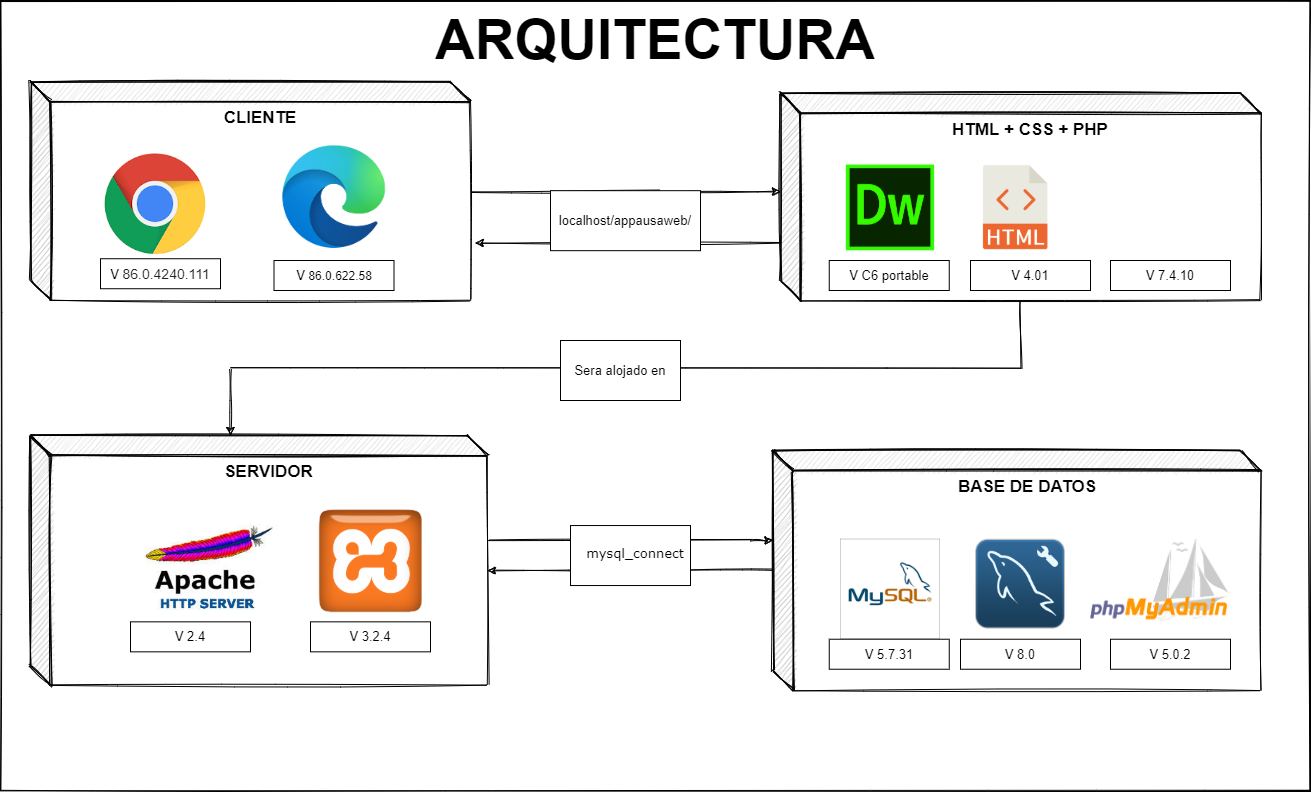 ARQUITECTURA
CLIENTE
V 86.0.4240.111
V 86.0.622.58
localhost/appausaweb/
HTML + CSS + PHP
Dw
HTML
V C6 portable
V 4.01
V 7.4.10
Sera alojado en
SERVIDOR
Apache
HTTP SERVER
V 2.4
V 3.2.4
mysql_connect
BASE DE DATOS
MySQL®
phpMyAdmin
V 5.7.31
V 8.0
V 5.0.2